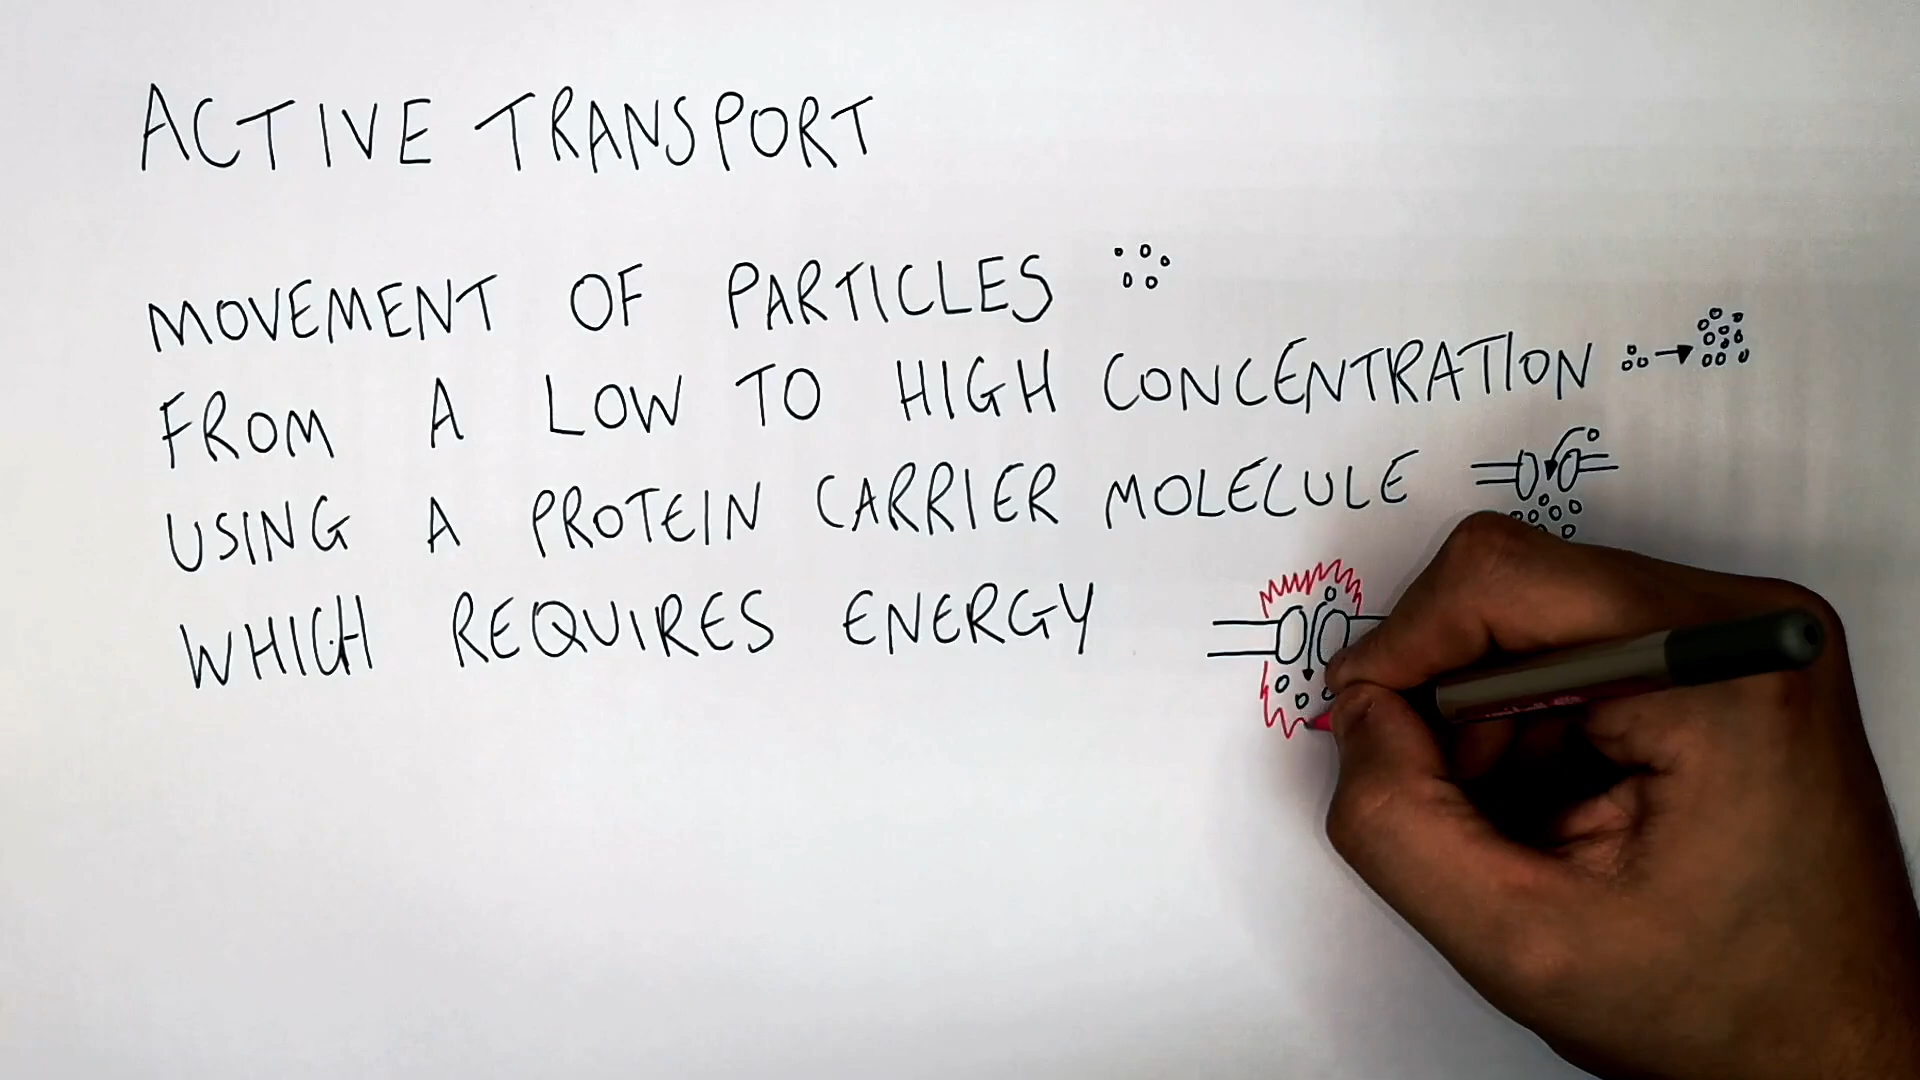 ACTIVE TRANSPORT
MOVEMENT OF PARTICLES
FROM A LOW TO HIGH CONCENTRATION
USING A PROTEIN CARRIER MOLECULE
WHICH REQUIRES ENERGY